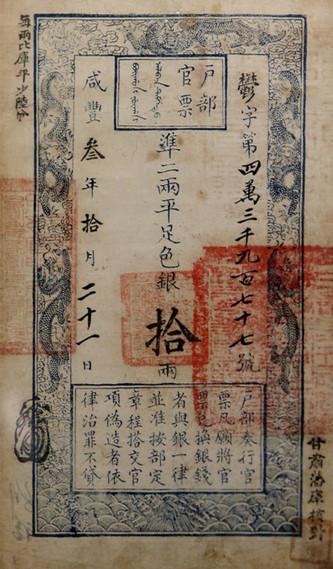 戶部
官票
鬱字第四萬三千九百七十七號
準二兩平足色銀拾兩
咸豐叁年拾月二十一日
戶部奏行官
票凡願將官
票兌換銀錢
者與銀一律
並准按部定
章程搭交官
項偽造者依
律治罪不貸
每兩比庫平少陸分
甘肅藩庫